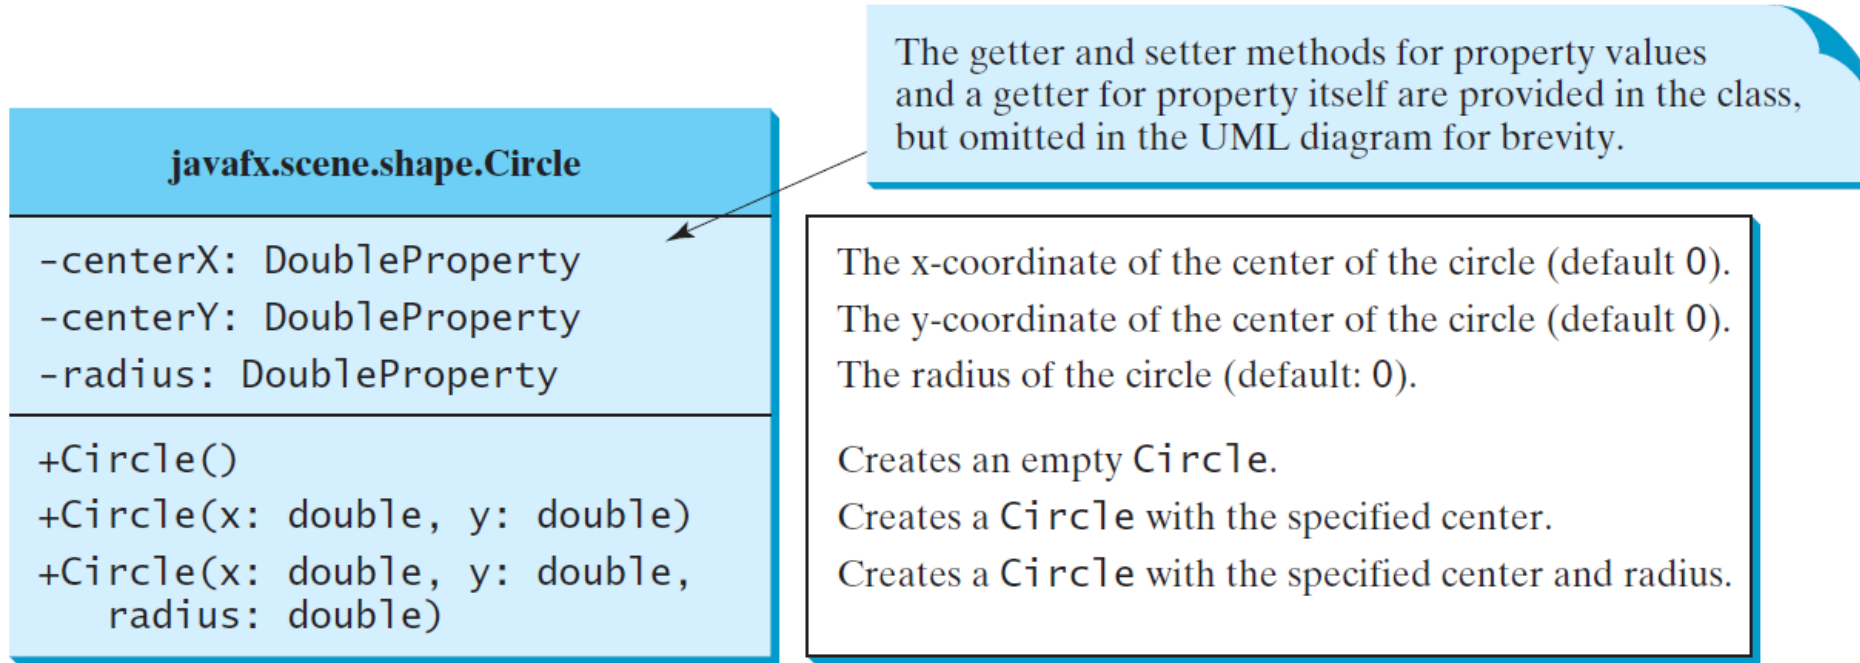 The getter and setter methods for property values
and a getter for property itself are provided in the class,
but omitted in the UML diagram for brevity.
javafx.scene.shape.Circle
-centerX: DoubleProperty
-centerY: DoubleProperty
-radius: DoubleProperty
+Circle()
+Circle(x: double, y: double)
+Circle(x: double, y: double,
radius: double)
The x-coordinate of the center of the circle (default 0).
The y-coordinate of the center of the circle (default 0).
The radius of the circle (default: 0).
Creates an empty Circle.
Creates a Circle with the specified center.
Creates a Circle with the specified center and radius.